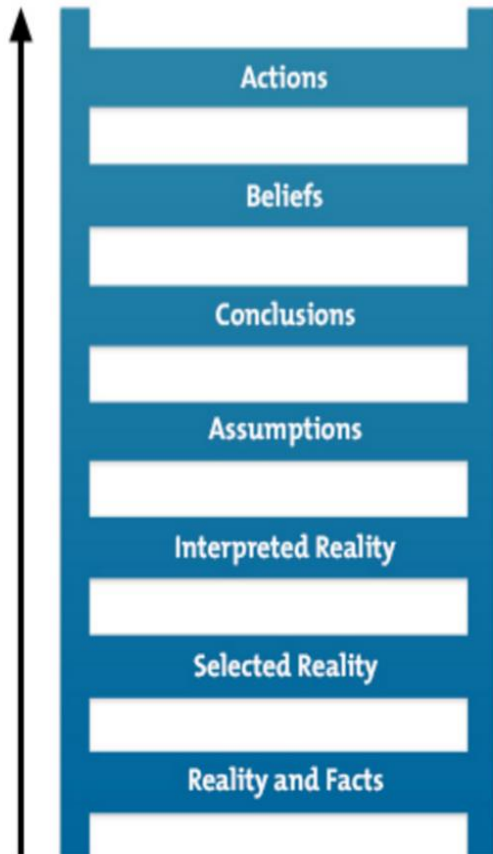 Actions
Beliefs
Conclusions
Assumptions
Interpreted Reality
Selected Reality
Reality and Facts